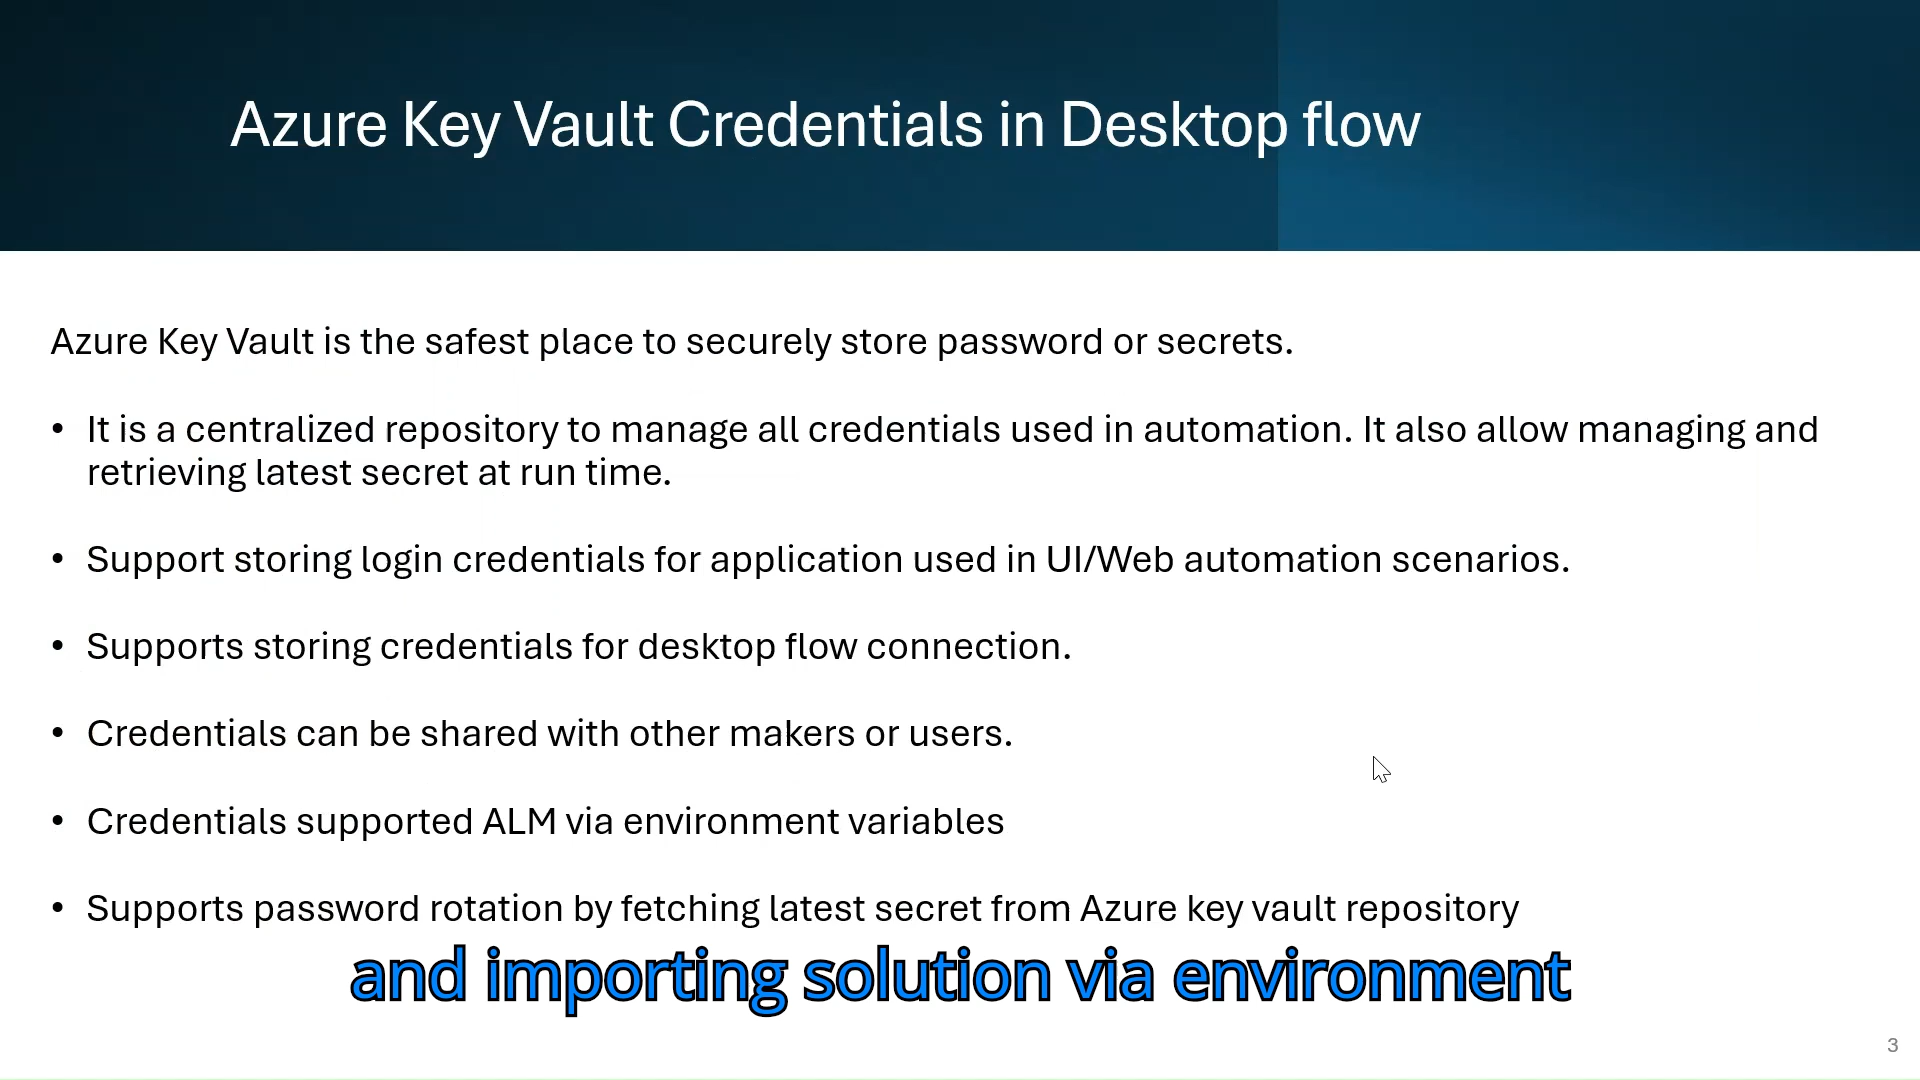 Azure Key Vault Credentials in Desktop flow
Azure Key Vault is the safest place to securely store password or secrets.
• It is a centralized repository to manage all credentials used in automation. It also allow managing and
retrieving latest secret at run time.
• Support storing login credentials for application used in UI/Web automation scenarios.
• Supports storing credentials for desktop flow connection.
• Credentials can be shared with other makers or users.
• Credentials supported ALM via environment variables
• Supports password rotation by fetching latest secret from Azure key vault repository
and importing solution via environment
3